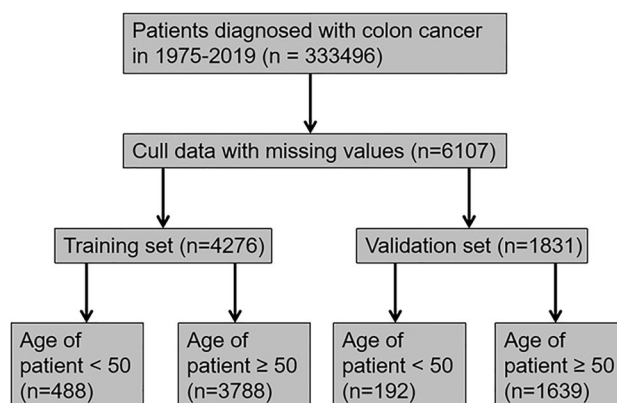 Patients diagnosed with colon cancer
in 1975-2019 (n = 333496)
Cull data with missing values (n=6107)
Training set (n=4276)
Validation set (n=1831)
Age of
patient < 50
(n=488)
Age of
patient ≥ 50
(n=3788)
Age of
patient < 50
(n=192)
Age of
patient ≥ 50
(n=1639)